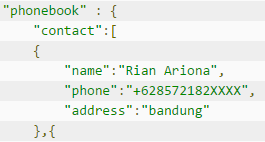 "phonebook" : {
"contact":[
{
"name":"Rian Ariona",
"phone":"+628572182XXXX",
"address":"bandung"
},{